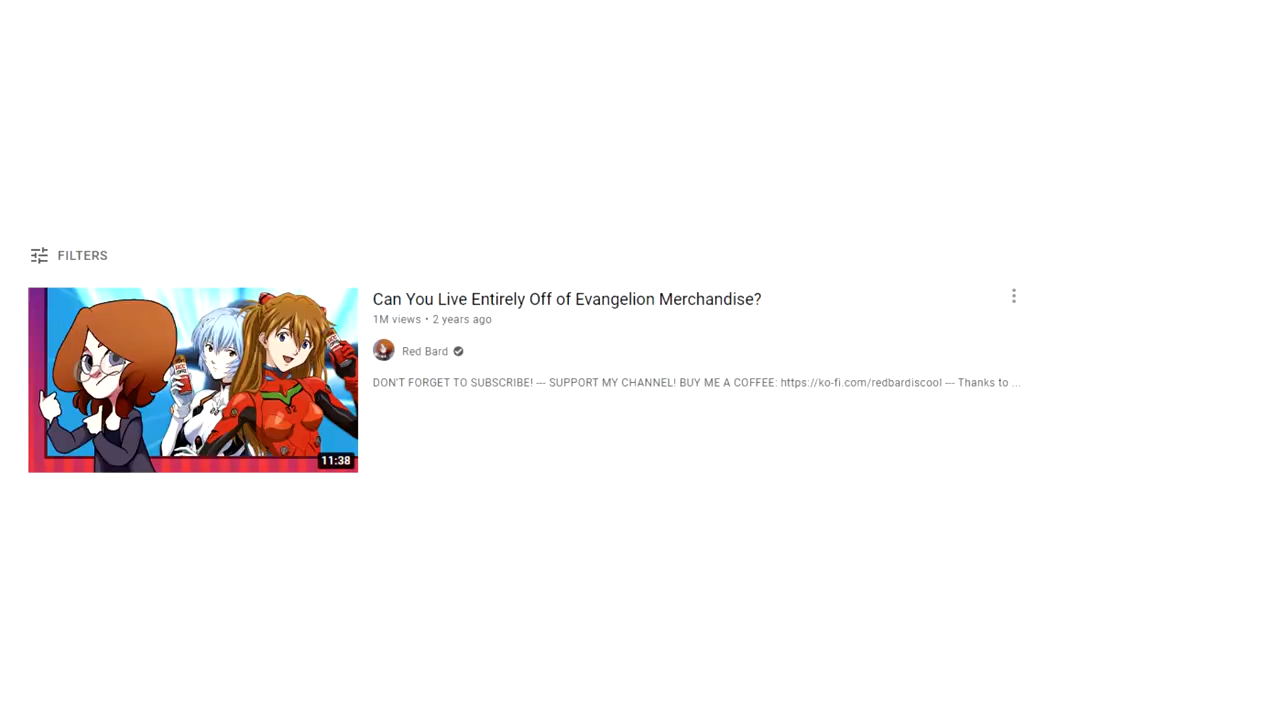 FILTERS
Can You Live Entirely Off of Evangelion Merchandise?
1M views • 2 years ago
Red Bard
DON'T FORGET TO SUBSCRIBE! --- SUPPORT MY CHANNEL! BUY ME A COFFEE: https://ko-fi.com/redbardiscool --- Thanks to ...
11:38